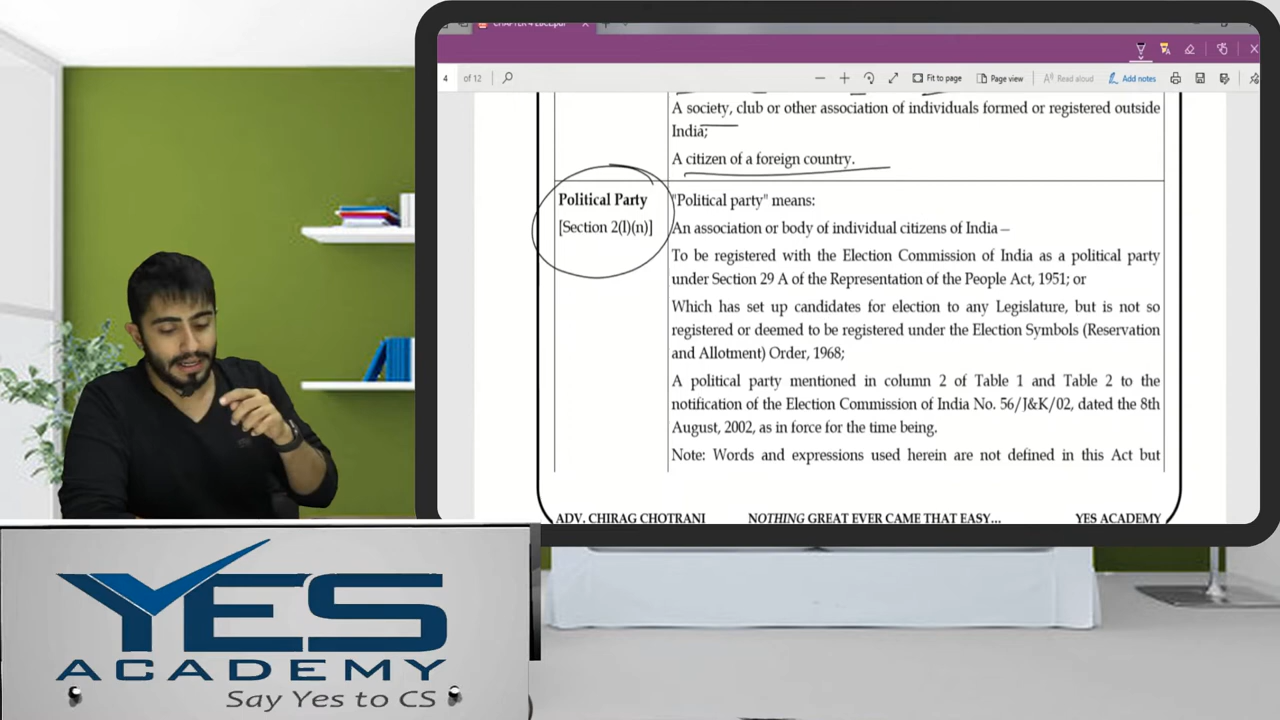 CHAPTER 4 EBCL.pdf
4 of 12
Fit to page
Page view
Read aloud
Add notes
A society, club or other association of individuals formed or registered outside
India;
A citizen of a foreign country.
Political Party
[Section 2(l)(n)]
"Political party" means:
An association or body of individual citizens of India –
To be registered with the Election Commission of India as a political party
under Section 29 A of the Representation of the People Act, 1951; or
Which has set up candidates for election to any Legislature, but is not so
registered or deemed to be registered under the Election Symbols (Reservation
and Allotment) Order, 1968;
A political party mentioned in column 2 of Table 1 and Table 2 to the
notification of the Election Commission of India No. 56/J&K/02, dated the 8th
August, 2002, as in force for the time being.
Note: Words and expressions used herein are not defined in this Act but
ADV. CHIRAG CHOTRANI
NOTHING GREAT EVER CAME THAT EASY...
YES ACADEMY
YES
ACADEMY
Say Yes to CS